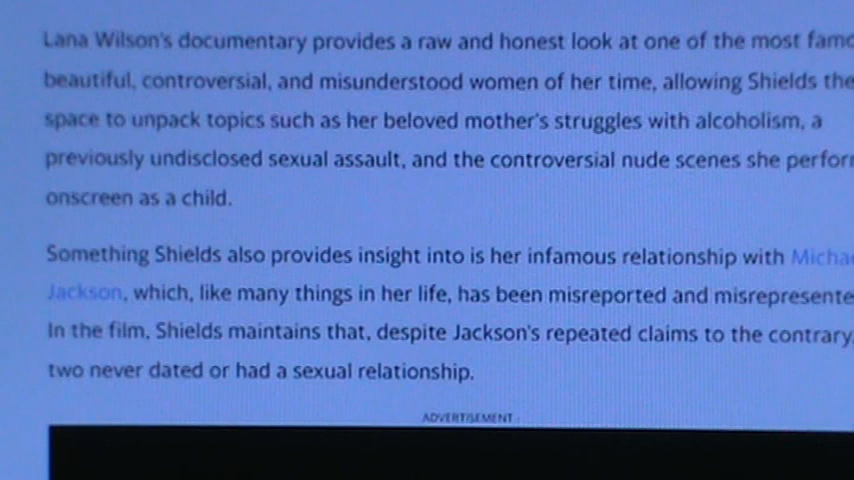 Lana Wilson's documentary provides a raw and honest look at one of the most famo
beautiful, controversial, and misunderstood women of her time, allowing Shields the
space to unpack topics such as her beloved mother's struggles with alcoholism, a
previously undisclosed sexual assault, and the controversial nude scenes she perfor
onscreen as a child.
Something Shields also provides insight into is her infamous relationship with Michae
Jackson, which, like many things in her life, has been misreported and misrepresente
In the film, Shields maintains that, despite Jackson's repeated claims to the contrary,
two never dated or had a sexual relationship.
ADVERTISEMENT